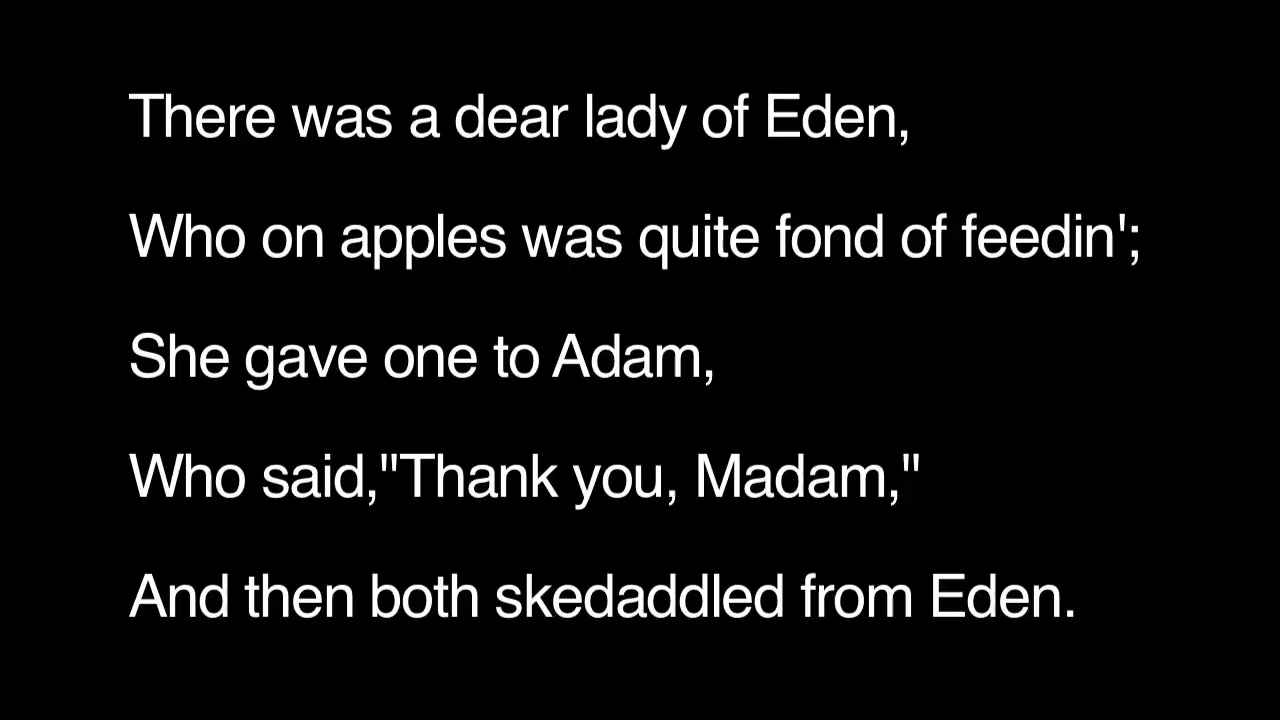 There was a dear lady of Eden,
Who on apples was quite fond of feedin';
She gave one to Adam,
Who said,"Thank you, Madam,"
And then both skedaddled from Eden.